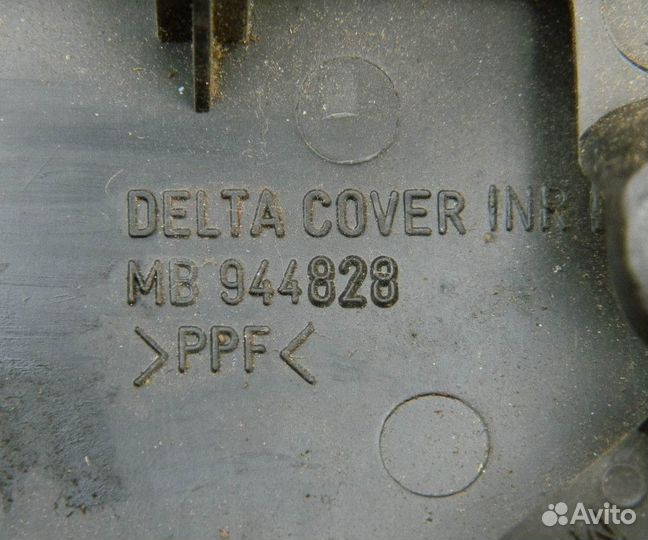 DELTA COVER INR
MB 944828
>PPF<
Avito